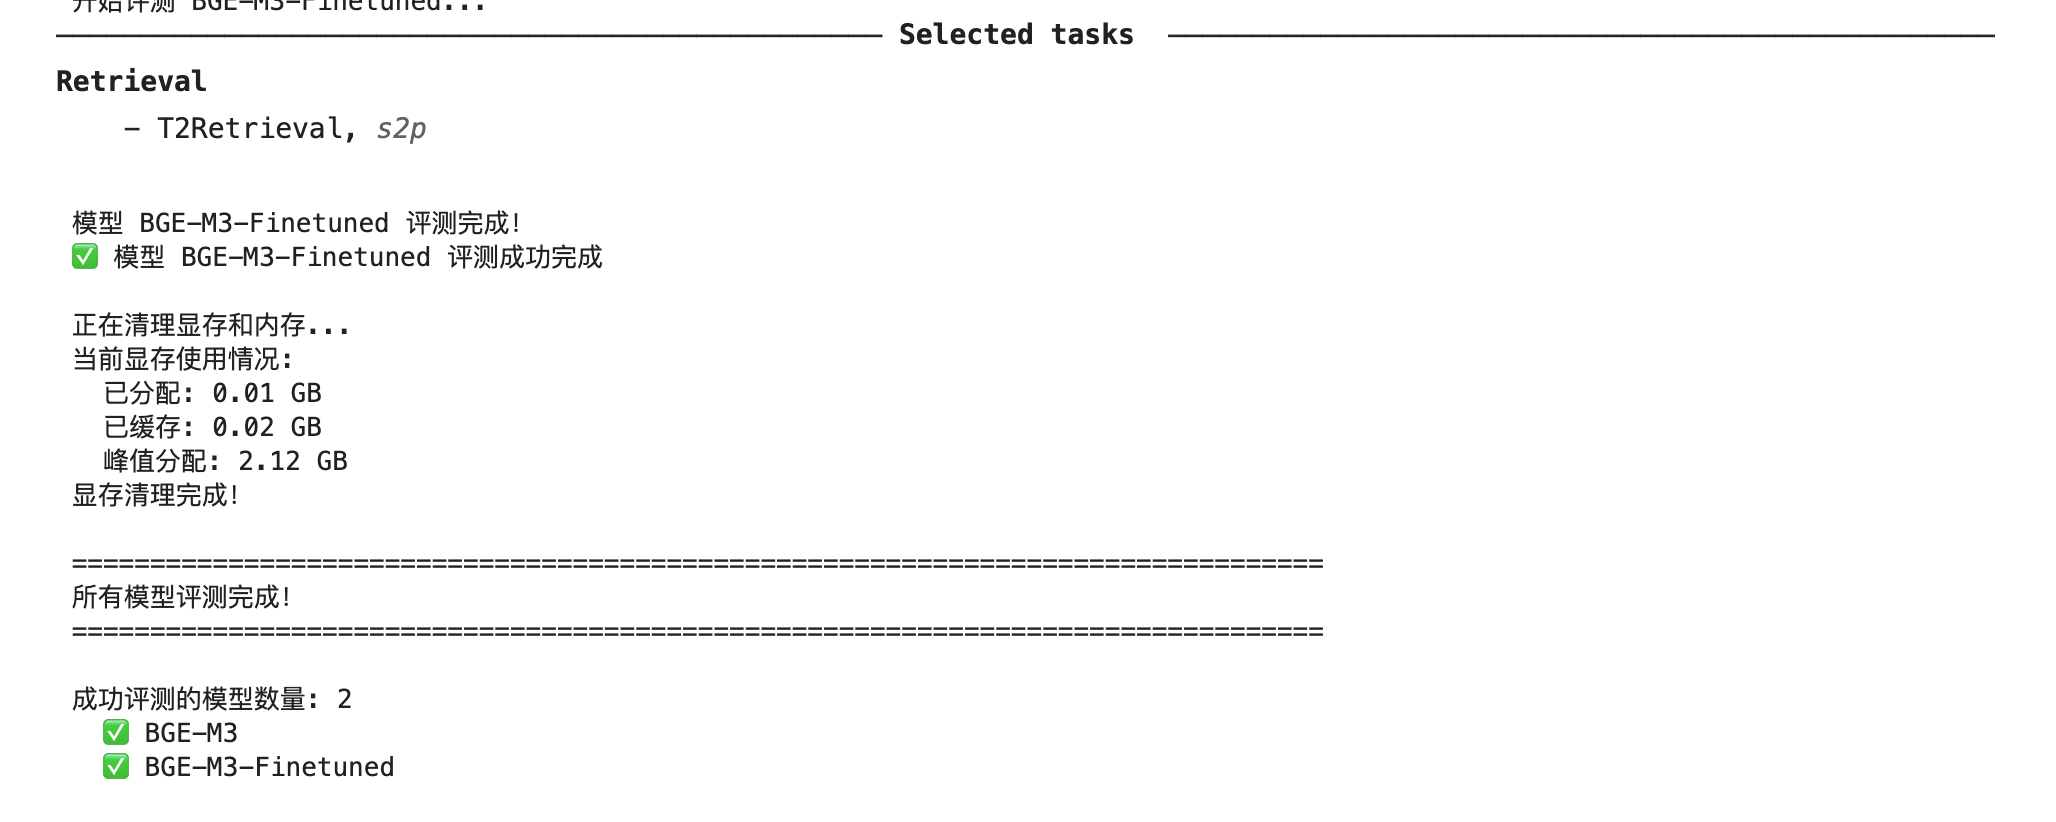 开始评测 BGE-M3-Finetuned...
Selected tasks
Retrieval
- T2Retrieval, s2p
模型 BGE-M3-Finetuned 评测完成!
✅ 模型 BGE-M3-Finetuned 评测成功完成
正在清理显存和内存...
当前显存使用情况:
已分配: 0.01 GB
已缓存: 0.02 GB
峰值分配: 2.12 GB
显存清理完成!
================================================================================
所有模型评测完成!
================================================================================
成功评测的模型数量: 2
✅ BGE-M3
✅ BGE-M3-Finetuned